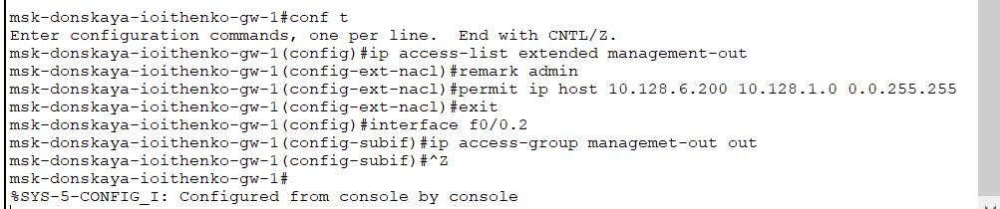 msk-donskaya-ioithenko-gw-1#conf t
Enter configuration commands, one per line.  End with CNTL/Z.
msk-donskaya-ioithenko-gw-1(config)#ip access-list extended management-out
msk-donskaya-ioithenko-gw-1(config-ext-nacl)#remark admin
msk-donskaya-ioithenko-gw-1(config-ext-nacl)#permit ip host 10.128.6.200 10.128.1.0 0.0.255.255
msk-donskaya-ioithenko-gw-1(config-ext-nacl)#exit
msk-donskaya-ioithenko-gw-1(config)#interface f0/0.2
msk-donskaya-ioithenko-gw-1(config-subif)#ip access-group managemet-out out
msk-donskaya-ioithenko-gw-1(config-subif)#^Z
msk-donskaya-ioithenko-gw-1#
%SYS-5-CONFIG_I: Configured from console by console